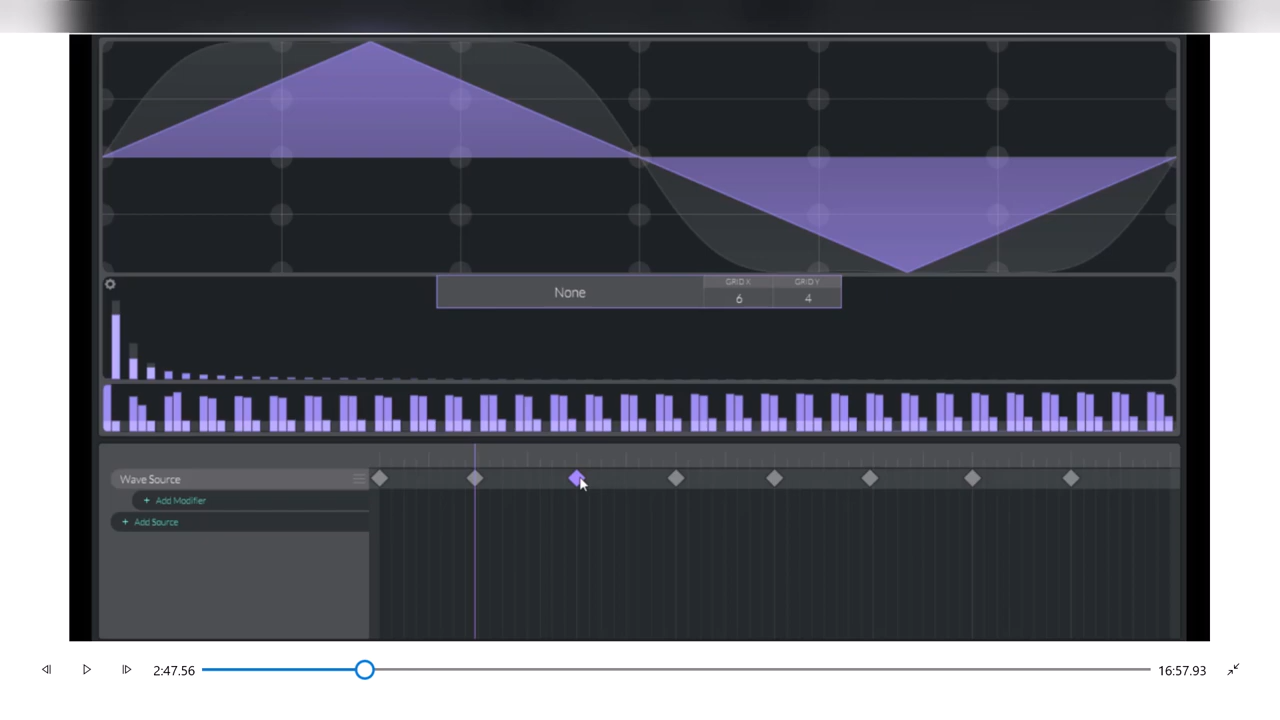 None
GRID X
GRID Y
6
4
Wave Source
+ Add Modifier
+ Add Source
2:47.56
16:57.93